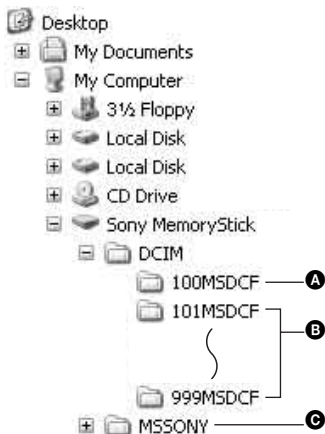 Desktop
My Documents
My Computer
3½ Floppy
Local Disk
Local Disk
CD Drive
Sony MemoryStick
DCIM
100MSDCF A
101MSDCF
B
999MSDCF
MSSONY C